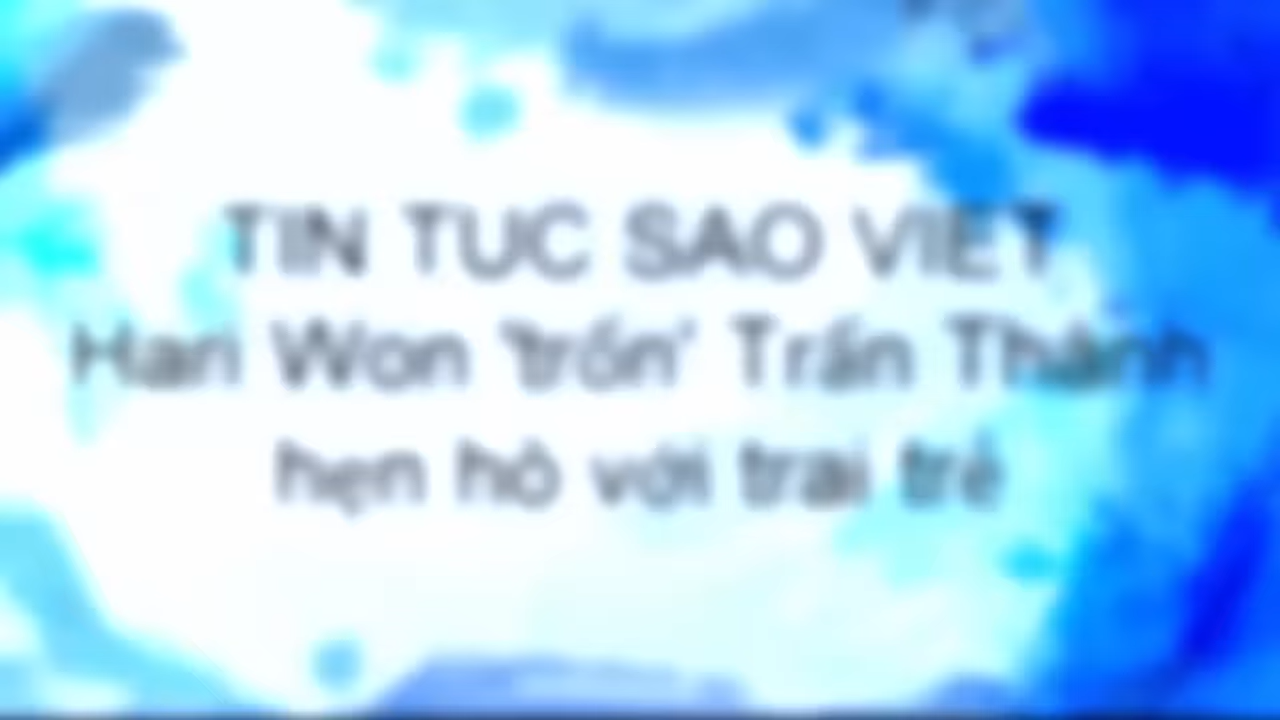 TIN TUC SAO VIET
Hari Won 'trốn' Trấn Thành
hẹn hò với trai trẻ